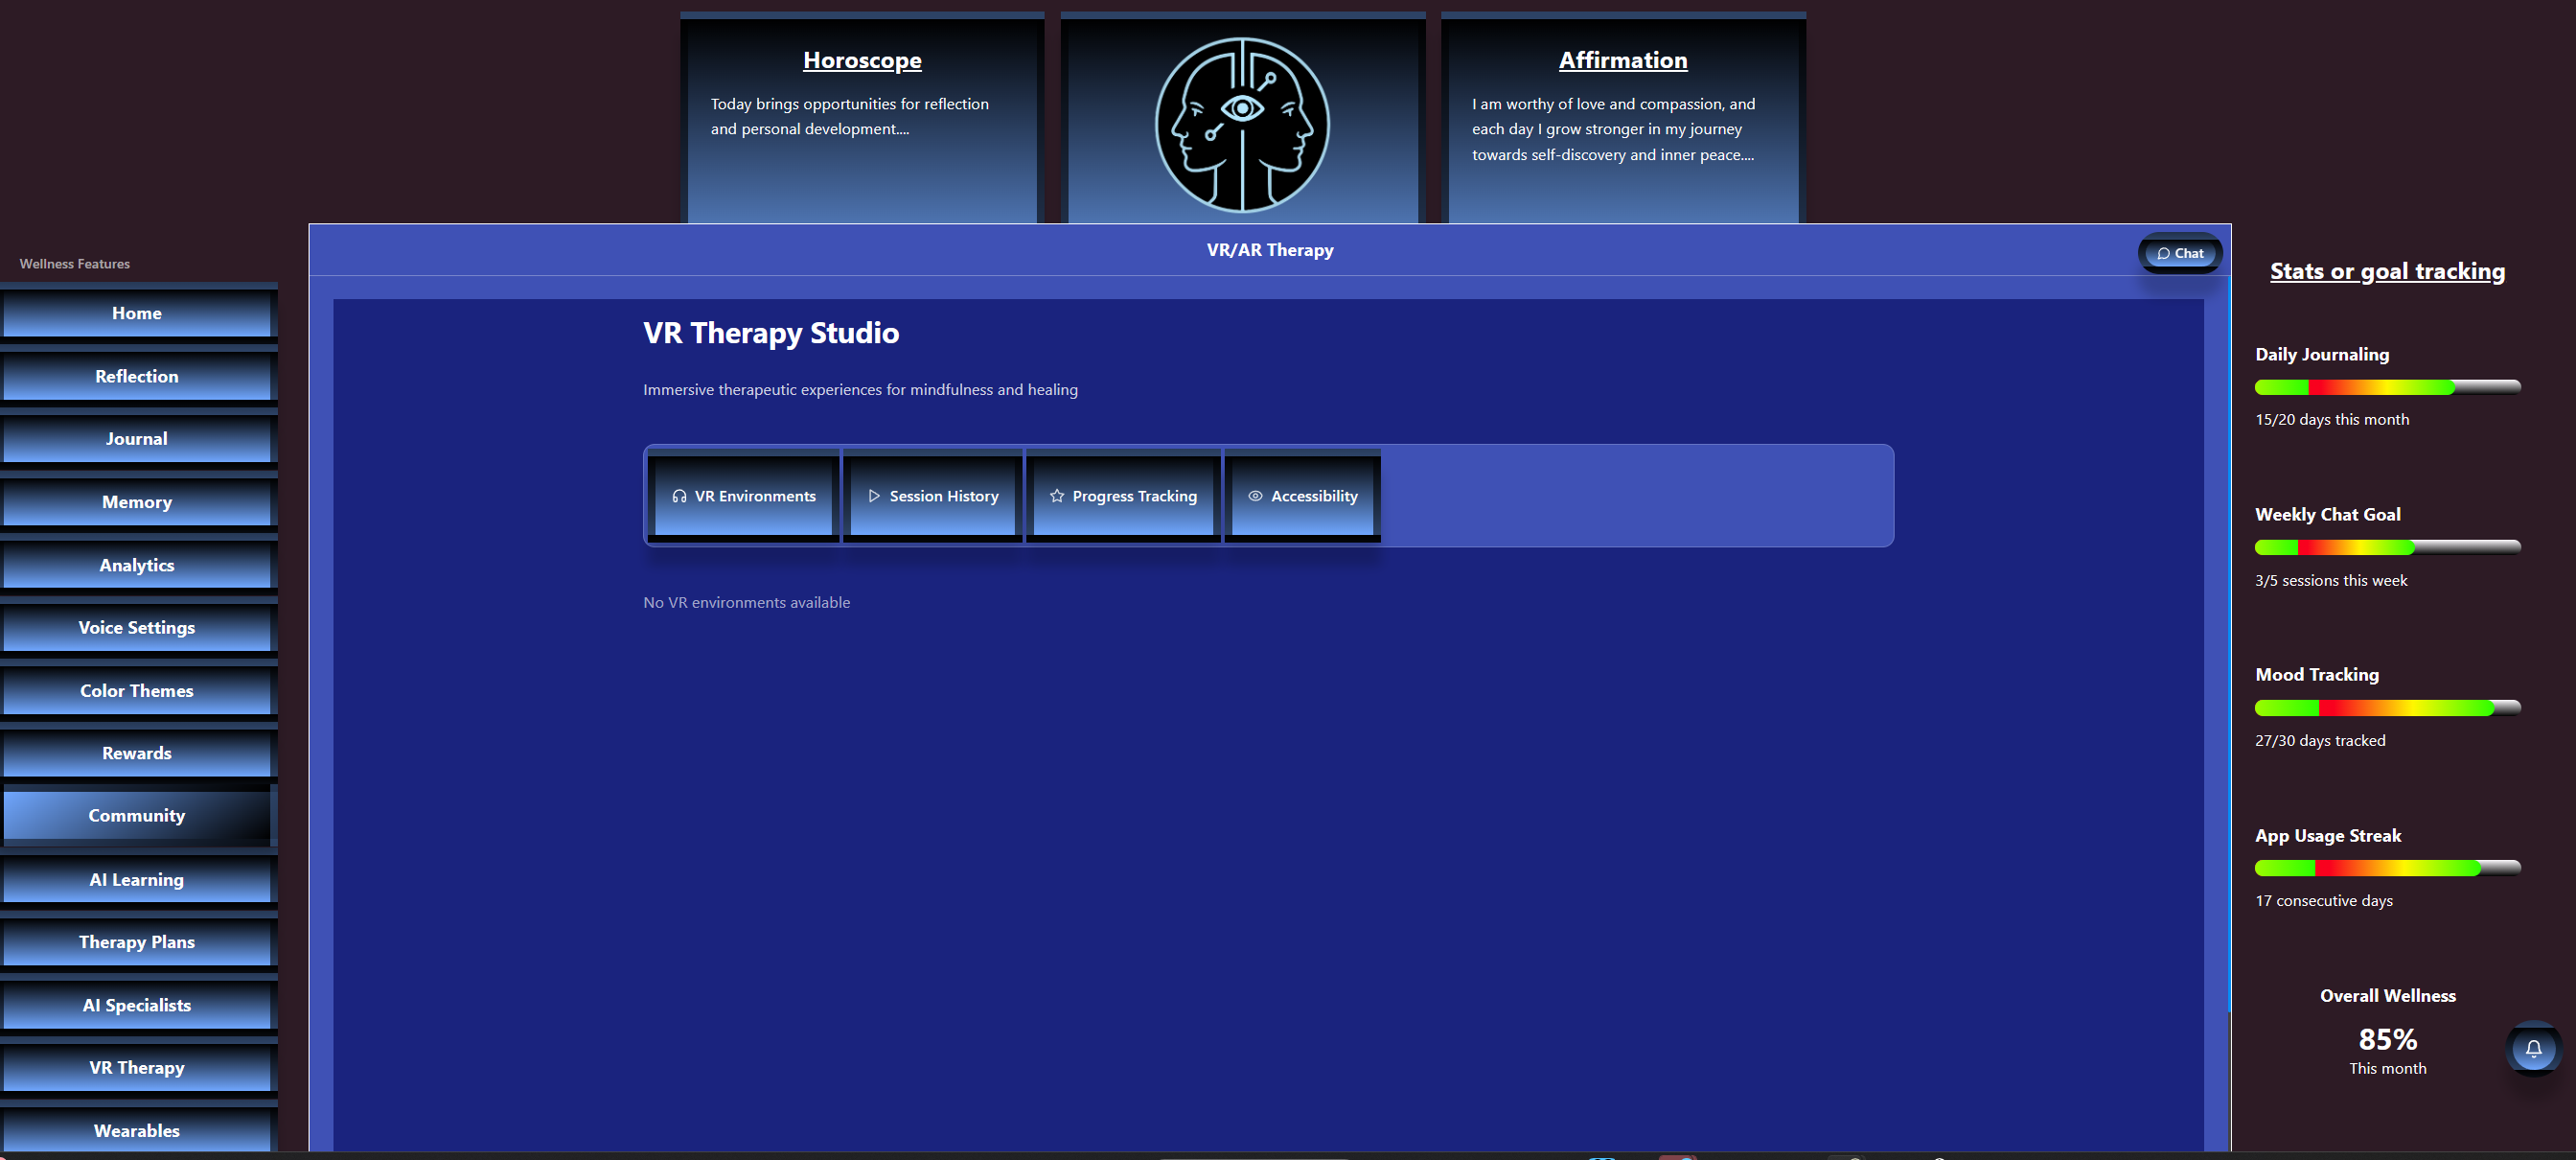 Horoscope
Today brings opportunities for reflection
and personal development....
Affirmation
I am worthy of love and compassion, and
each day I grow stronger in my journey
towards self-discovery and inner peace....
Wellness Features
Home
Reflection
Journal
Memory
Analytics
Voice Settings
Color Themes
Rewards
Community
AI Learning
Therapy Plans
AI Specialists
VR Therapy
Wearables
VR/AR Therapy
Chat
VR Therapy Studio
Immersive therapeutic experiences for mindfulness and healing
VR Environments
Session History
Progress Tracking
Accessibility
No VR environments available
Stats or goal tracking
Daily Journaling
15/20 days this month
Weekly Chat Goal
3/5 sessions this week
Mood Tracking
27/30 days tracked
App Usage Streak
17 consecutive days
Overall Wellness
85%
This month